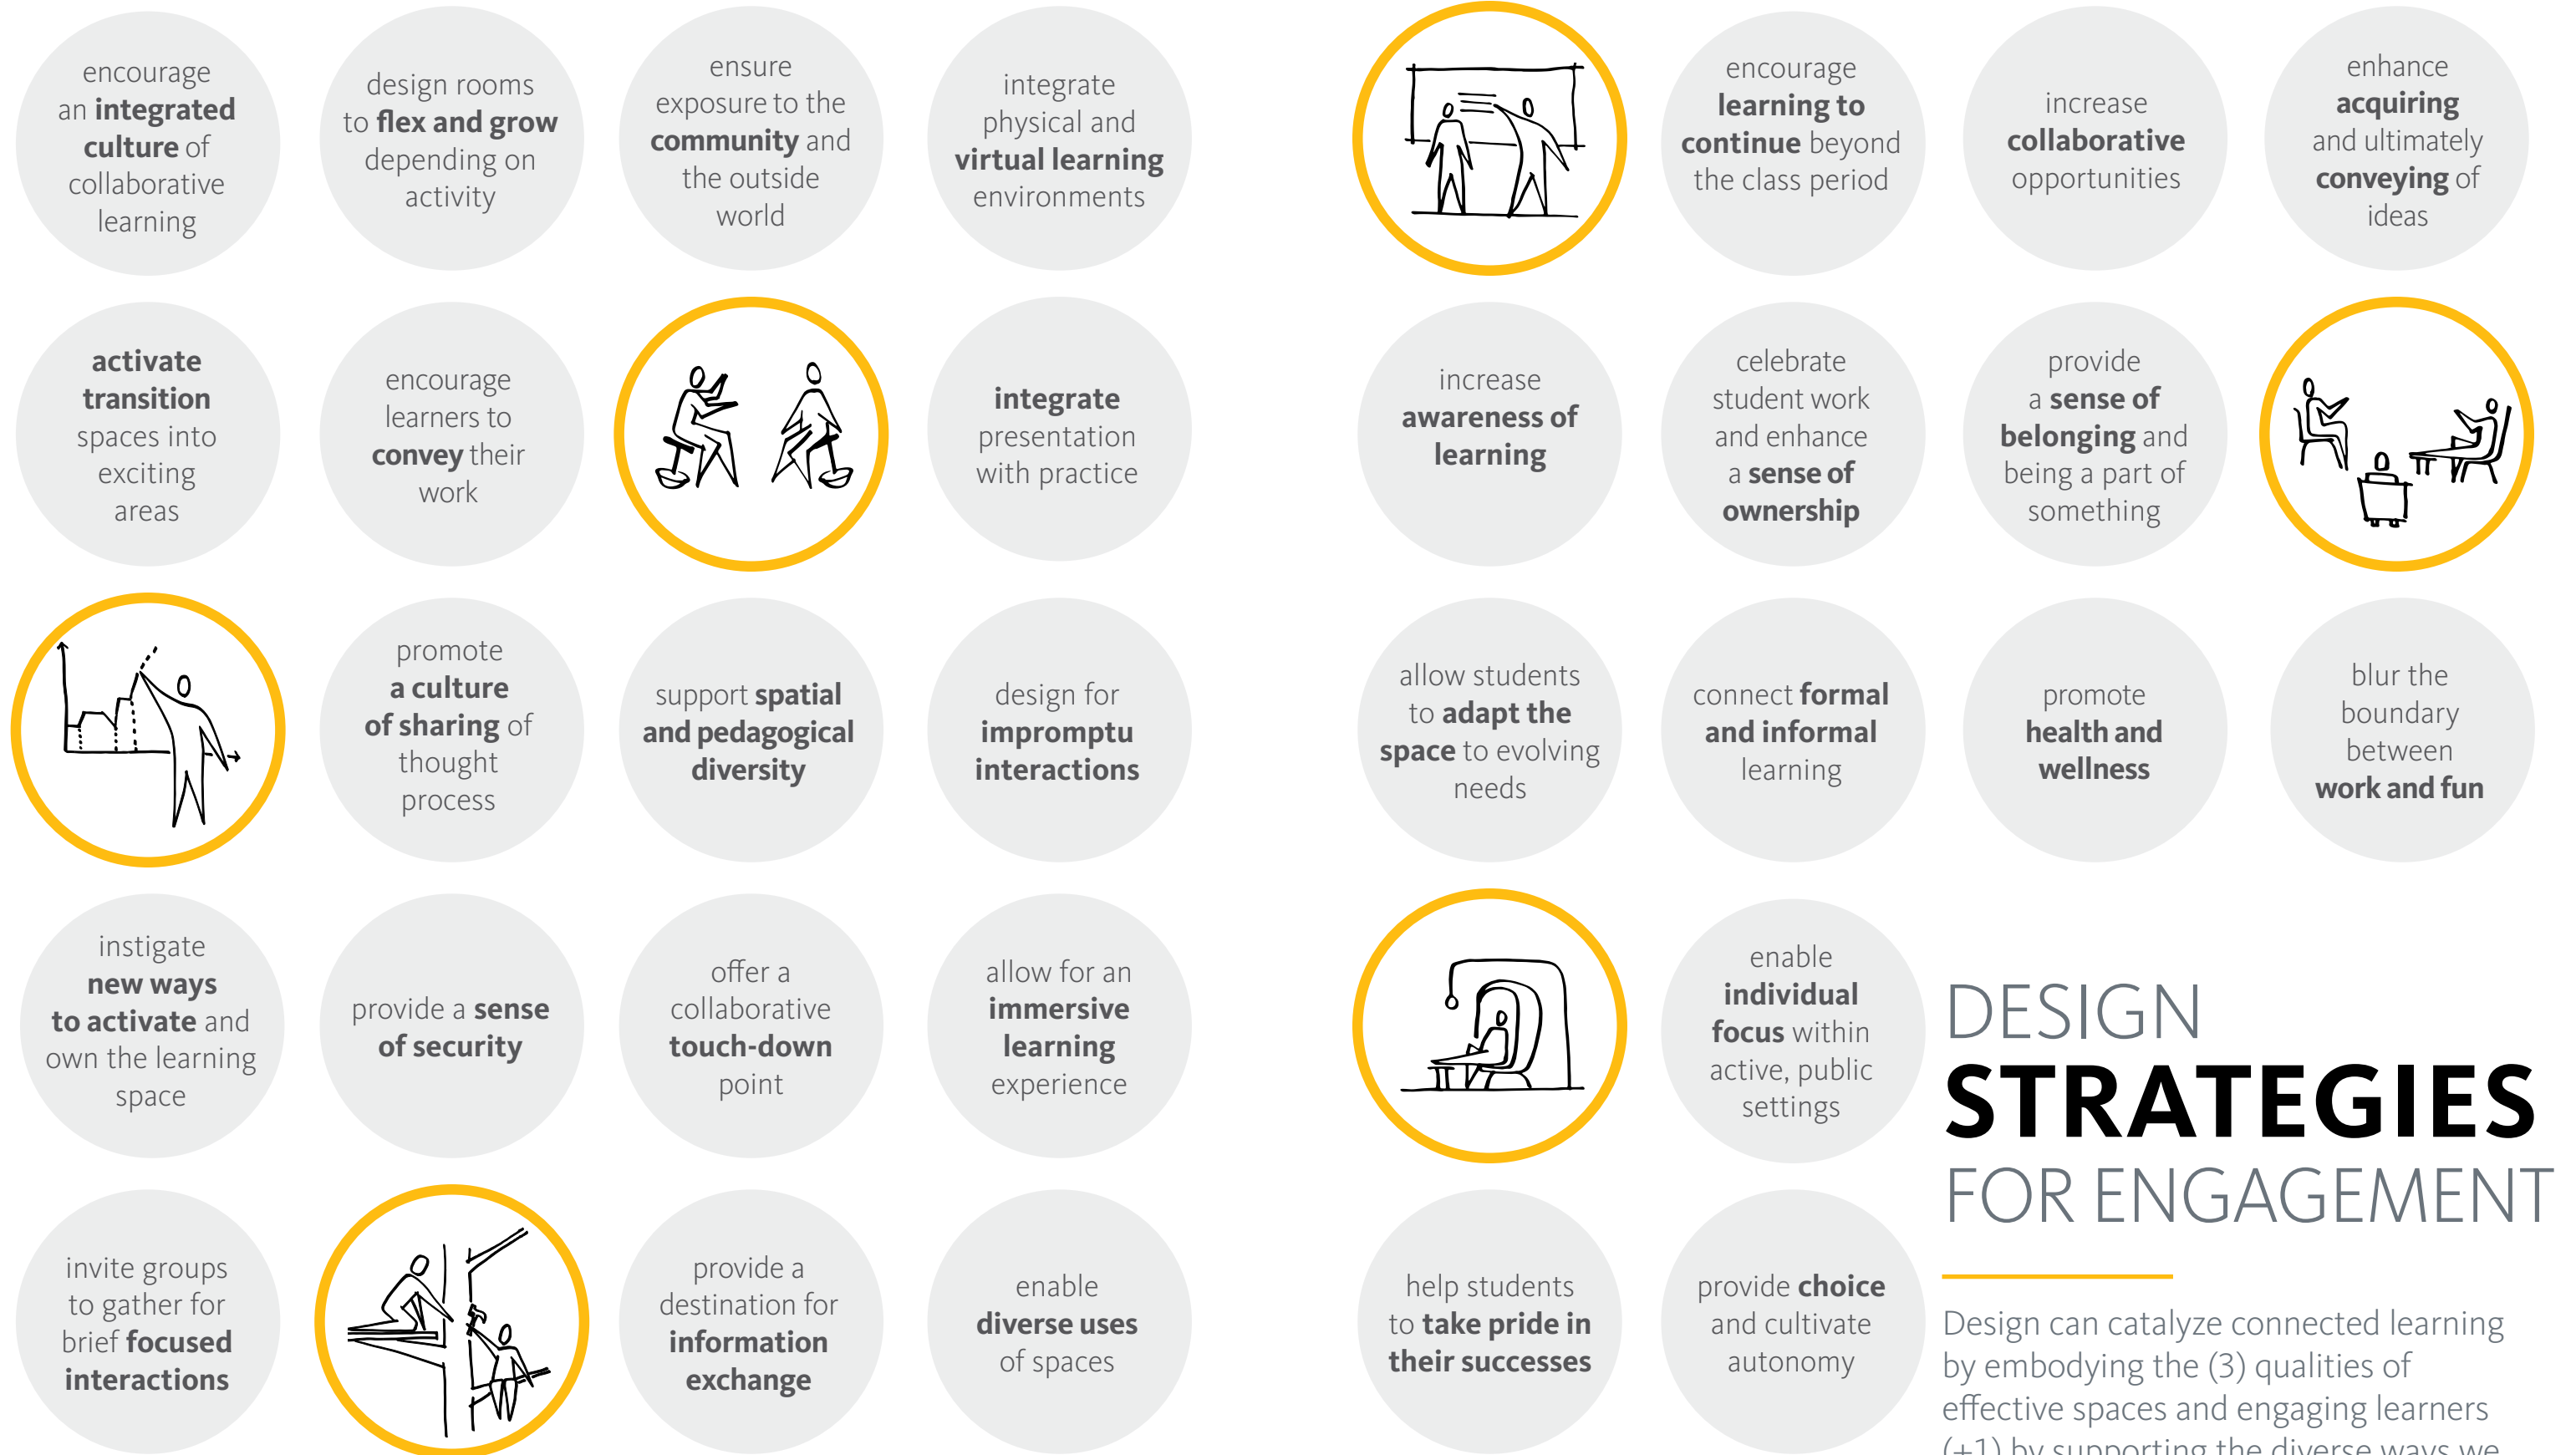 encourage
an integrated
culture of
collaborative
learning
design rooms
to flex and grow
depending on
activity
ensure
exposure to the
community and
the outside
world
integrate
physical and
virtual learning
environments
encourage
learning to
continue beyond
the class period
increase
collaborative
opportunities
enhance
acquiring
and ultimately
conveying of
ideas
activate
transition
spaces into
exciting
areas
encourage
learners to
convey their
work
integrate
presentation
with practice
increase
awareness of
learning
celebrate
student work
and enhance
a sense of
ownership
provide
a sense of
belonging and
being a part of
something
promote
a culture
of sharing of
thought
process
support spatial
and pedagogical
diversity
design for
impromptu
interactions
allow students
to adapt the
space to evolving
needs
connect formal
and informal
learning
promote
health and
wellness
blur the
boundary
between
work and fun
instigate
new ways
to activate and
own the learning
space
provide a sense
of security
offer a
collaborative
touch-down
point
allow for an
immersive
learning
experience
enable
individual
focus within
active, public
settings
invite groups
to gather for
brief focused
interactions
provide a
destination for
information
exchange
enable
diverse uses
of spaces
help students
to take pride in
their successes
provide choice
and cultivate
autonomy
DESIGN
STRATEGIES
FOR ENGAGEMENT
Design can catalyze connected learning
by embodying the (3) qualities of
effective spaces and engaging learners
(+1) by supporting the diverse ways we